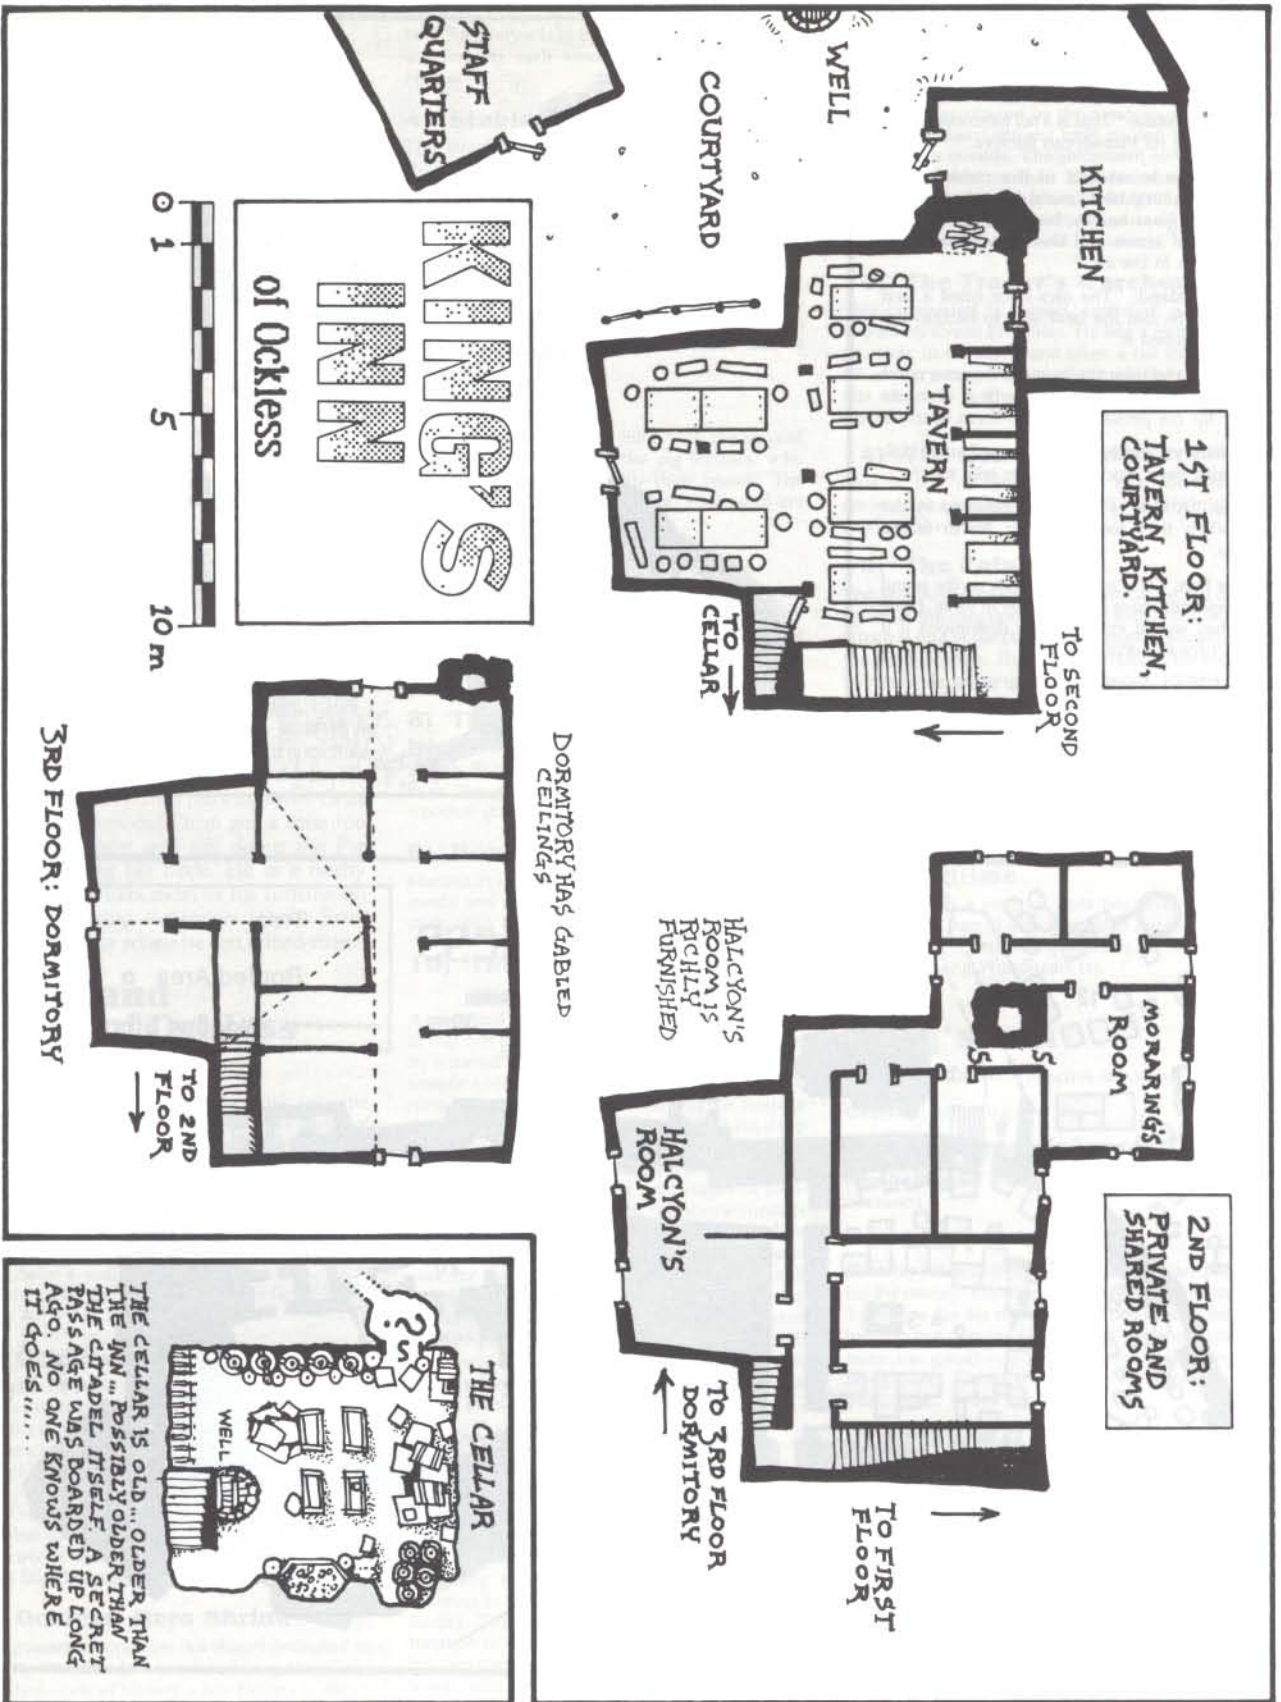 1ST FLOOR:
TAVERN, KITCHEN,
COURTYARD.
KITCHEN
WELL
COURTYARD
STAFF
QUARTERS
TAVERN
TO SECOND
FLOOR
TO
CELLAR
KING'S
INN
of Ockless
0 1 5 10 m
2ND FLOOR:
PRIVATE AND
SHARED ROOMS
MORARING'S
ROOM
S
S
HALCYON'S
ROOM IS
RICHLY
FURNISHED
HALCYON'S
ROOM
TO FIRST
FLOOR
TO 3RD FLOOR
DORMITORY
DORMITORY HAS GABLED
CEILINGS
3RD FLOOR: DORMITORY
TO 2ND
FLOOR
THE CELLAR
?
S
WELL
THE CELLAR IS OLD... OLDER THAN
THE INN... POSSIBLY OLDER THAN
THE CITADEL ITSELF. A SECRET
PASSAGE WAS BOARDED UP LONG
AGO. NO ONE KNOWS WHERE
IT GOES.....